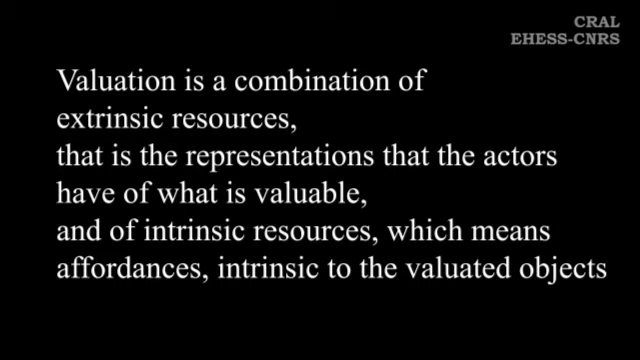 CRAL
EHESS-CNRS
Valuation is a combination of
extrinsic resources,
that is the representations that the actors
have of what is valuable,
and of intrinsic resources, which means
affordances, intrinsic to the valuated objects